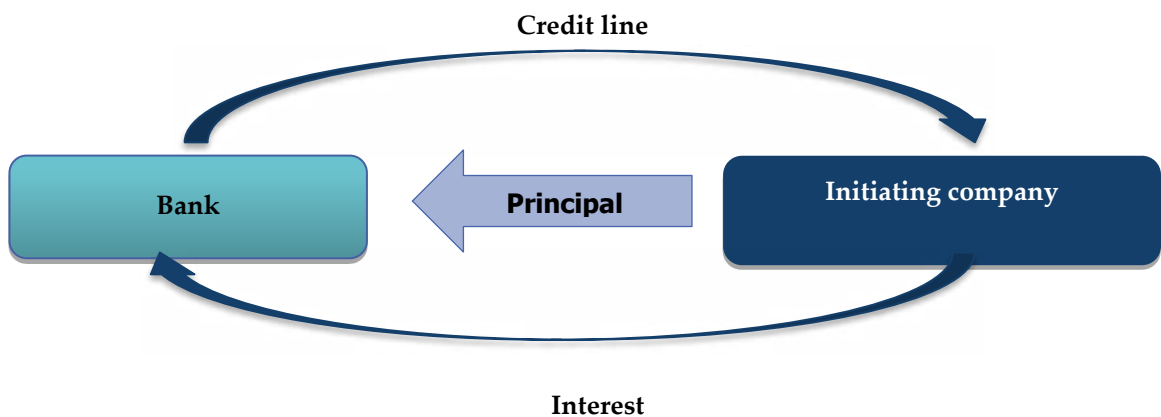 Credit line
Bank
Principal
Initiating company
Interest